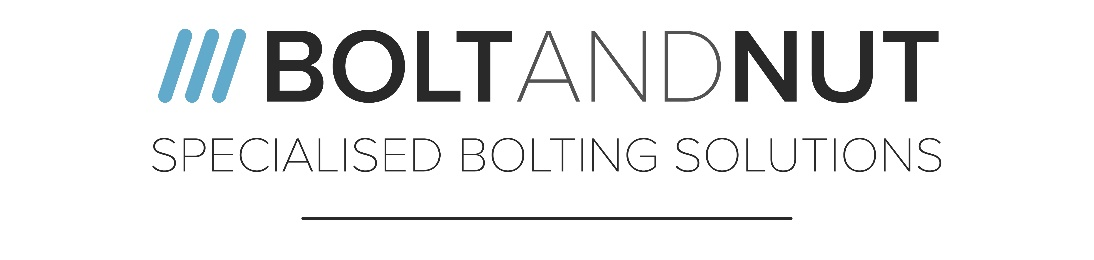 BOLTANDNUT
SPECIALISED BOLTING SOLUTIONS